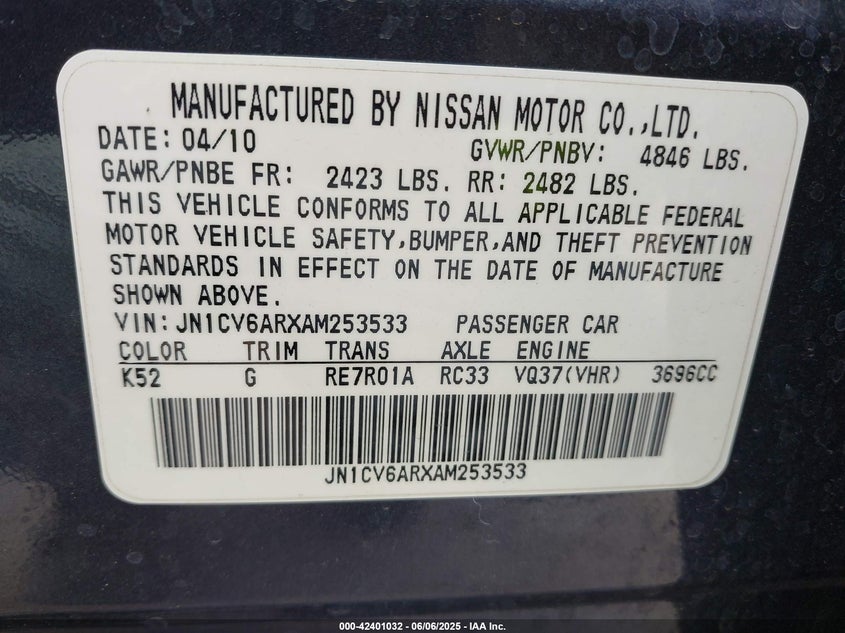 MANUFACTURED BY NISSAN MOTOR CO.,LTD.
DATE: 04/10 GVWR/PNBV: 4846 LBS.
GAWR/PNBE FR: 2423 LBS. RR: 2482 LBS.
THIS VEHICLE CONFORMS TO ALL APPLICABLE FEDERAL
MOTOR VEHICLE SAFETY,BUMPER,AND THEFT PREVENTION
STANDARDS IN EFFECT ON THE DATE OF MANUFACTURE
SHOWN ABOVE.
VIN: JN1CV6ARXAM253533 PASSENGER CAR
COLOR TRIM TRANS AXLE ENGINE
K52 G RE7R01A RC33 VQ37(VHR) 3696CC
JN1CV6ARXAM253533
000-42401032 - 06/06/2025 - IAA Inc.